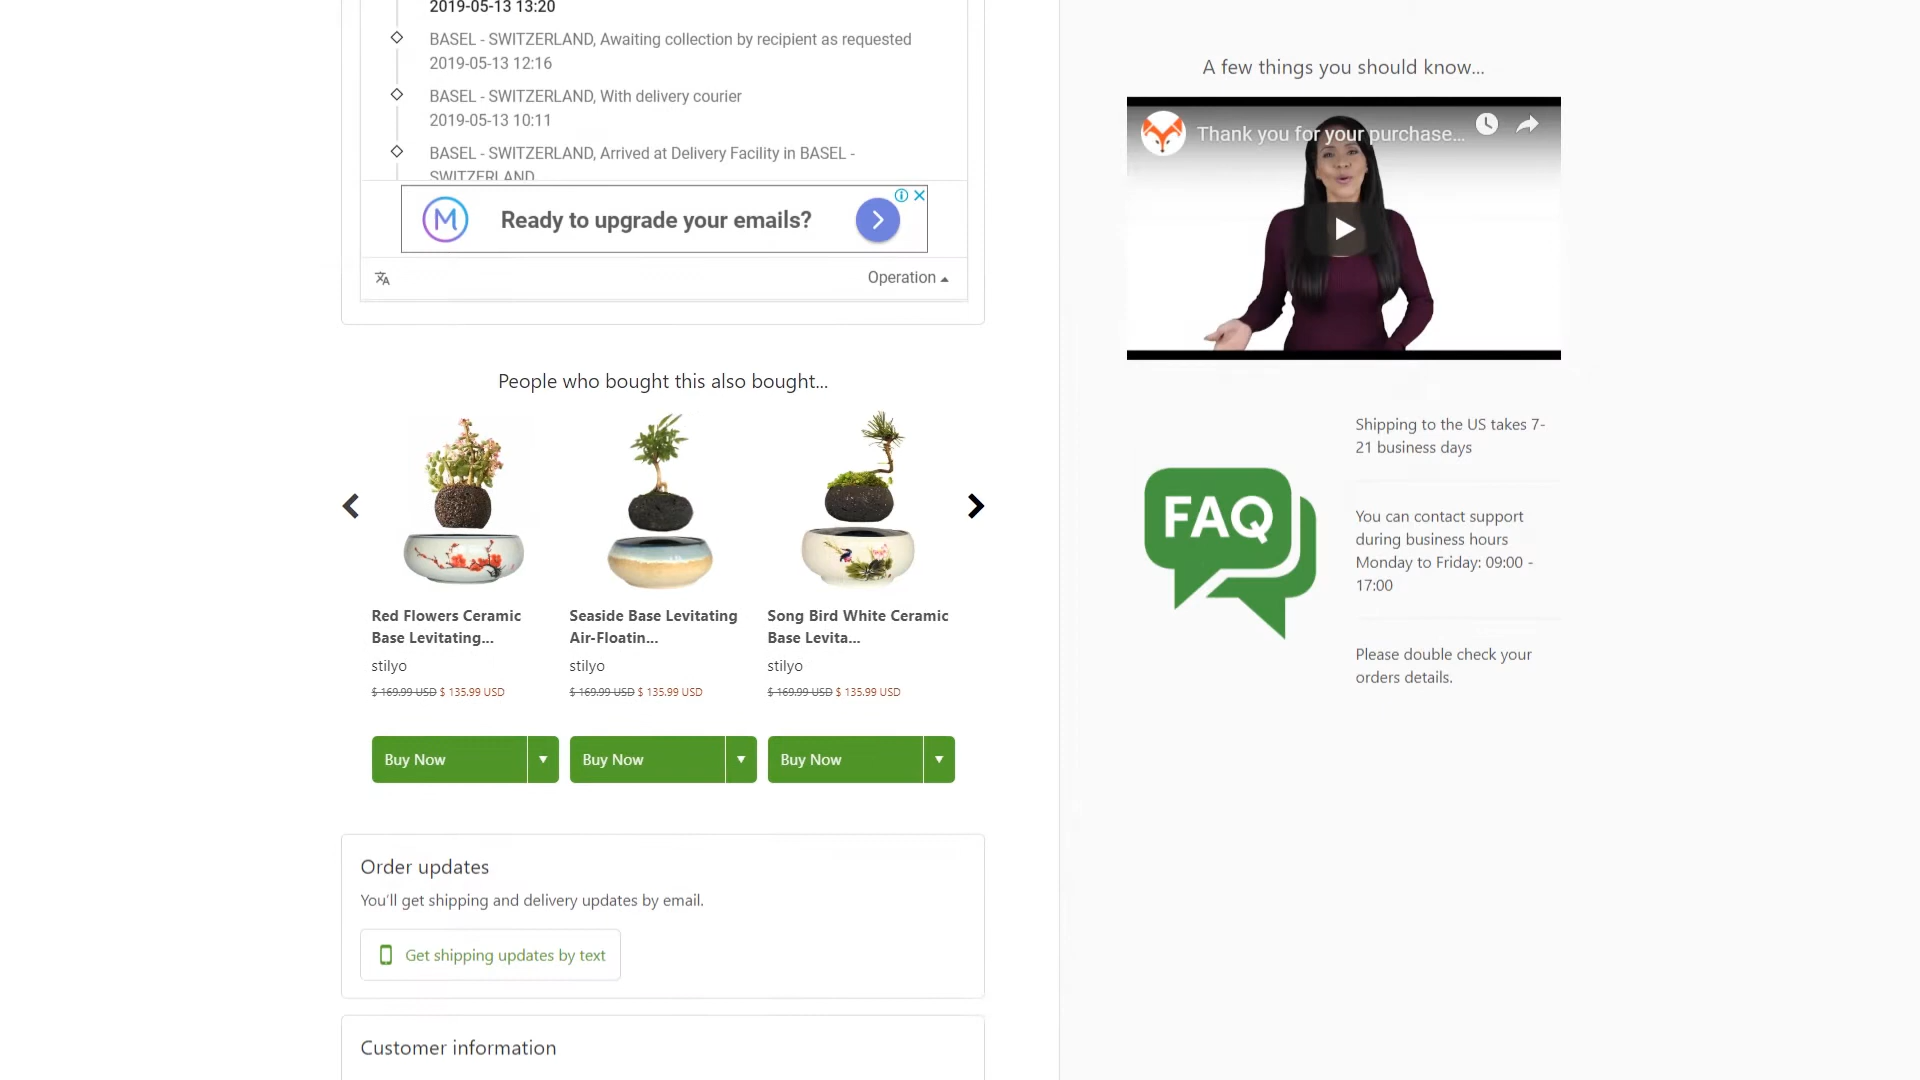 2019-05-13 13:20
BASEL - SWITZERLAND, Awaiting collection by recipient as requested
2019-05-13 12:16
BASEL - SWITZERLAND, With delivery courier
2019-05-13 10:11
BASEL - SWITZERLAND, Arrived at Delivery Facility in BASEL -
SWITZERLAND
M Ready to upgrade your emails?
Operation
People who bought this also bought...
Red Flowers Ceramic
Base Levitating...
stilyo
$ 169.99 USD $ 135.99 USD
Buy Now
Seaside Base Levitating
Air-Floatin...
stilyo
$ 169.99 USD $ 135.99 USD
Buy Now
Song Bird White Ceramic
Base Levita...
stilyo
$ 169.99 USD $ 135.99 USD
Buy Now
Order updates
You'll get shipping and delivery updates by email.
Get shipping updates by text
Customer information
A few things you should know...
Thank you for your purchase...
FAQ
Shipping to the US takes 7-
21 business days
You can contact support
during business hours
Monday to Friday: 09:00 -
17:00
Please double check your
orders details.